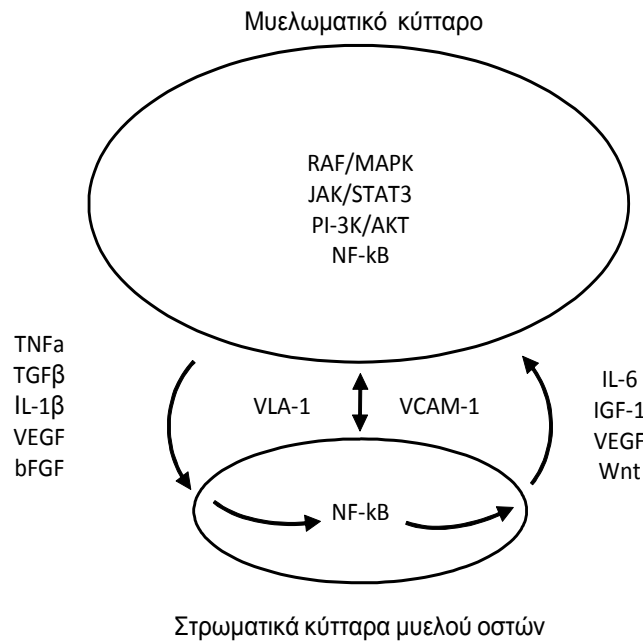 Μυελωματικό κύτταρο
RAF/MAPK
JAK/STAT3
PI-3K/AKT
NF-kB
TNFa
TGFβ
IL-1β
VEGF
bFGF
VLA-1
VCAM-1
IL-6
IGF-1
VEGF
Wnt
NF-kB
Στρωματικά κύτταρα μυελού οστών